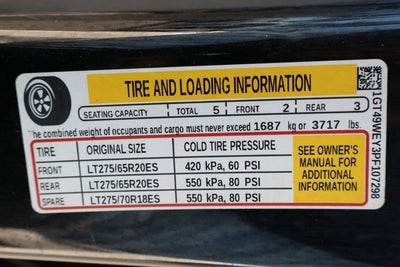 TIRE AND LOADING INFORMATION
SEATING CAPACITY | TOTAL 5 | FRONT 2 | REAR 3
The combined weight of occupants and cargo must never exceed 1687 kg or 3717 lbs.
TIRE ORIGINAL SIZE COLD TIRE PRESSURE
FRONT LT275/65R20ES 420 kPa, 60 PSI
REAR LT275/65R20ES 550 kPa, 80 PSI
SPARE LT275/70R18ES 550 kPa, 80 PSI
SEE OWNER'S
MANUAL FOR
ADDITIONAL
INFORMATION
1GT49WEY3PF107298